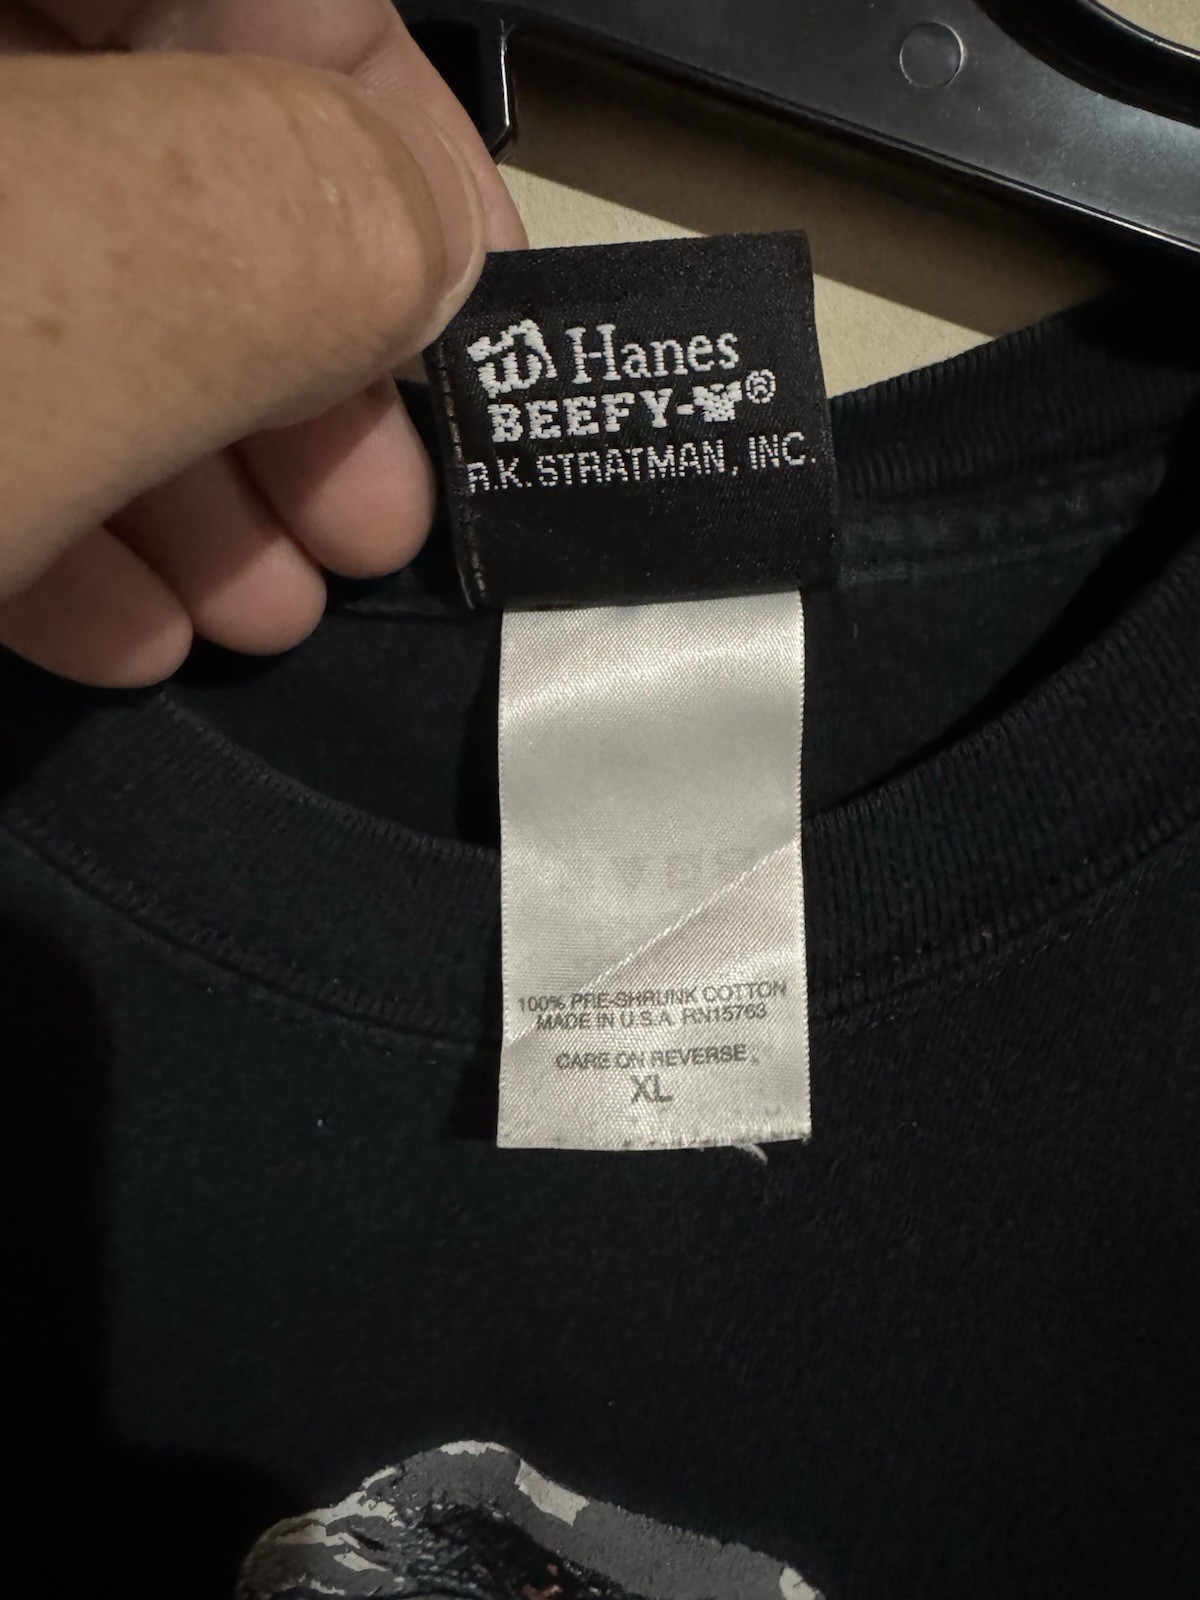 Hanes
BEEFY-T®
R.K. STRATMAN, INC.
100% PRE-SHRUNK COTTON
MADE IN U.S.A. RN15763
CARE ON REVERSE
XL